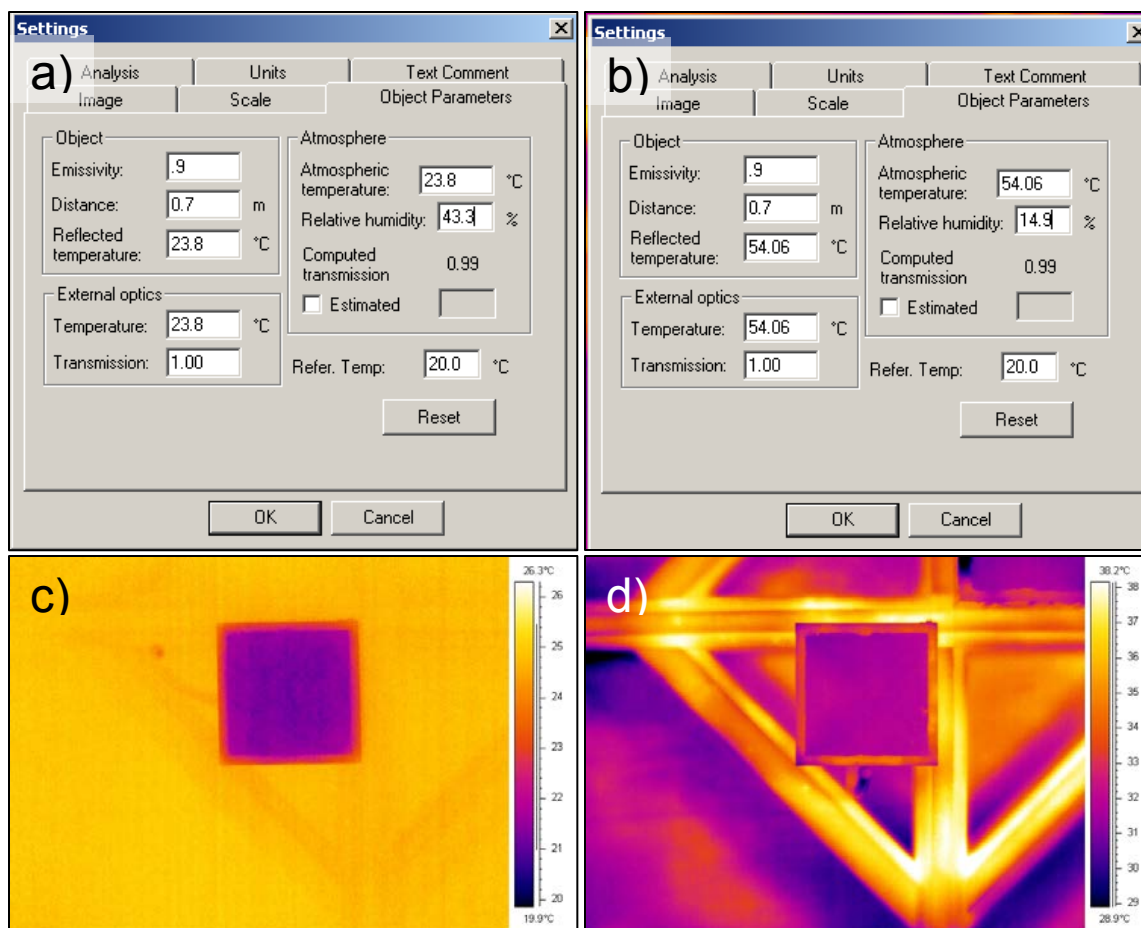 a)
Settings
Analysis Units Text Comment
Image Scale Object Parameters
Object
Emissivity: .9
Distance: 0.7 m
Reflected
temperature: 23.8 °C
External optics
Temperature: 23.8 °C
Transmission: 1.00
Atmosphere
Atmospheric
temperature: 23.8 °C
Relative humidity: 43.3 %
Computed
transmission 0.99
Estimated
Refer. Temp: 20.0 °C
Reset
OK Cancel
b)
Settings
Analysis Units Text Comment
Image Scale Object Parameters
Object
Emissivity: .9
Distance: 0.7 m
Reflected
temperature: 54.06 °C
External optics
Temperature: 54.06 °C
Transmission: 1.00
Atmosphere
Atmospheric
temperature: 54.06 °C
Relative humidity: 14.9 %
Computed
transmission 0.99
Estimated
Refer. Temp: 20.0 °C
Reset
OK Cancel
c)
26.3°C
26
25
24
23
22
21
20
19.9°C
d)
38.2°C
38
37
36
35
34
33
32
31
30
29
28.9°C